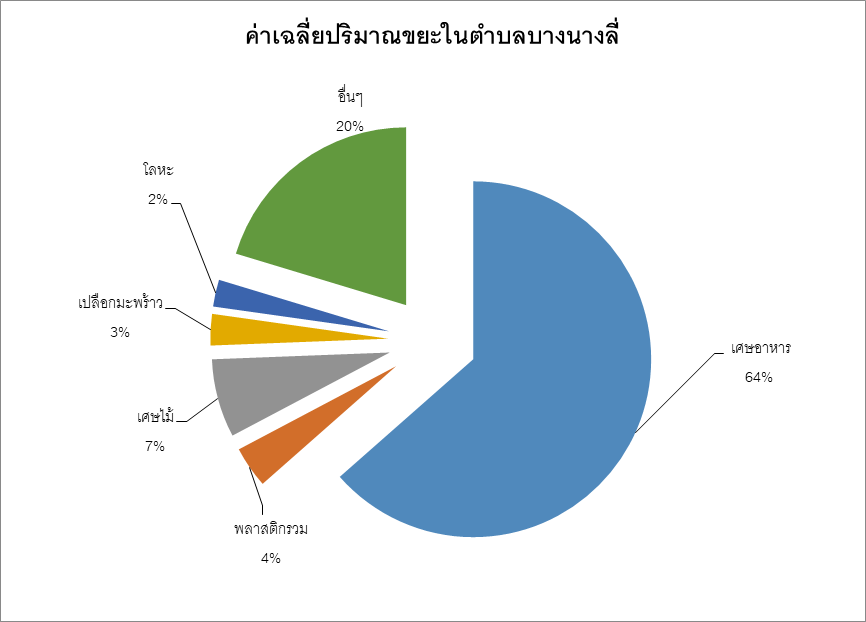 ค่าเฉลี่ยปริมาณขยะในตำบลบางนางลี่
อื่นๆ
20%
โลหะ
2%
เปลือกมะพร้าว
3%
เศษไม้
7%
พลาสติกรวม
4%
เศษอาหาร
64%